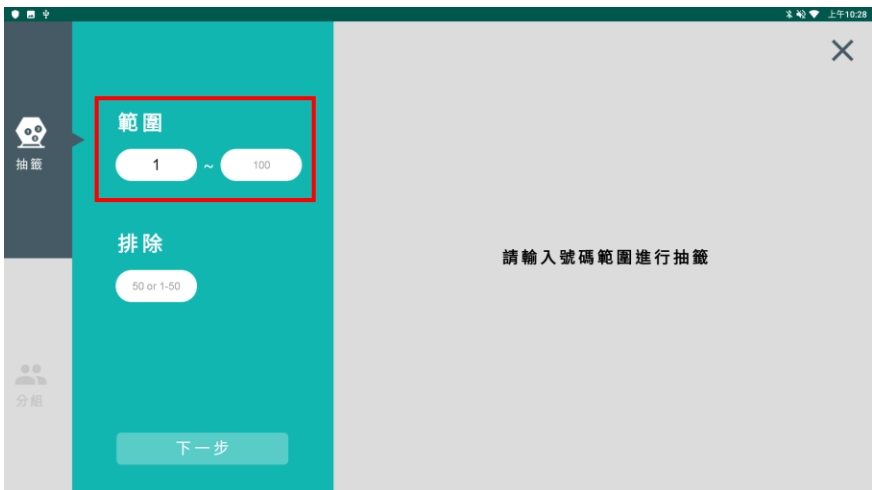 上午10:28
抽籤
範圍
1 ~ 100
排除
50 or 1-50
請輸入號碼範圍進行抽籤
分組
下一步